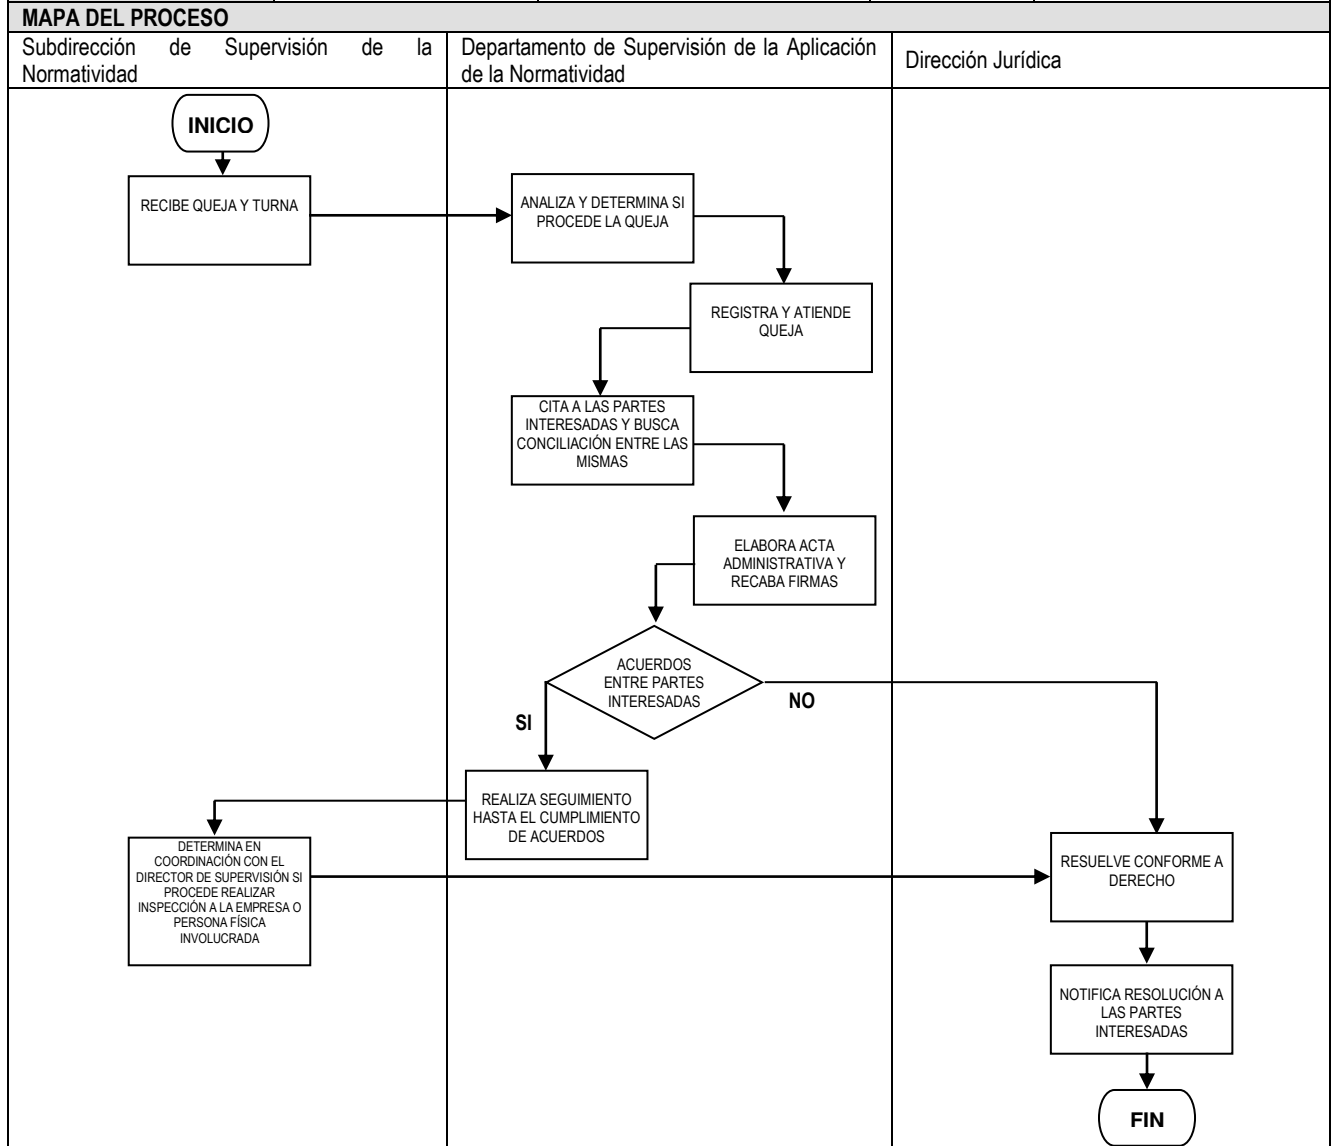 MAPA DEL PROCESO
Subdirección de Supervisión de la
Normatividad
Departamento de Supervisión de la Aplicación
de la Normatividad
Dirección Jurídica
INICIO
RECIBE QUEJA Y TURNA
ANALIZA Y DETERMINA SI
PROCEDE LA QUEJA
REGISTRA Y ATIENDE
QUEJA
CITA A LAS PARTES
INTERESADAS Y BUSCA
CONCILIACIÓN ENTRE LAS
MISMAS
ELABORA ACTA
ADMINISTRATIVA Y
RECABA FIRMAS
ACUERDOS
ENTRE PARTES
INTERESADAS
NO
SI
REALIZA SEGUIMIENTO
HASTA EL CUMPLIMIENTO
DE ACUERDOS
DETERMINA EN
COORDINACIÓN CON EL
DIRECTOR DE SUPERVISIÓN SI
PROCEDE REALIZAR
INSPECCIÓN A LA EMPRESA O
PERSONA FÍSICA
INVOLUCRADA
RESUELVE CONFORME A
DERECHO
NOTIFICA RESOLUCIÓN A
LAS PARTES
INTERESADAS
FIN